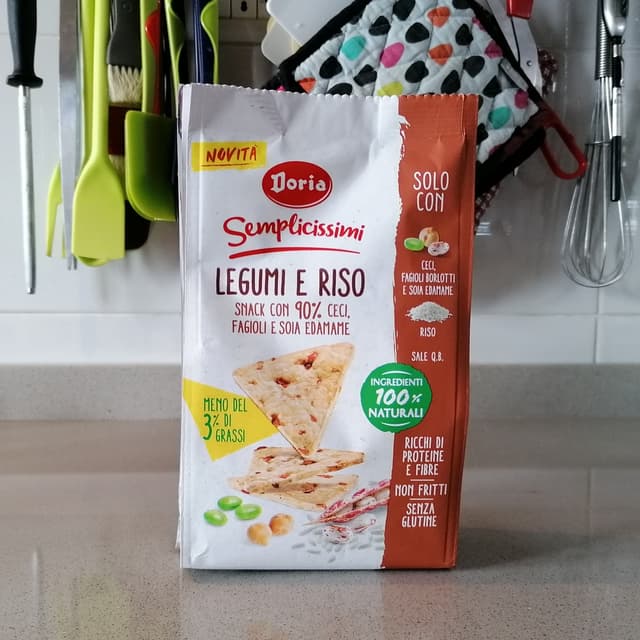 NOVITÀ
Doria
Semplicissimi
LEGUMI E RISO
SNACK CON 90% CECI,
FAGIOLI E SOIA EDAMAME
MENO DEL
3% DI
GRASSI
SOLO
CON
CECI,
FAGIOLI BORLOTTI
E SOIA EDAMAME
RISO
SALE Q.B.
INGREDIENTI
100%
NATURALI
RICCHI DI
PROTEINE
E FIBRE
NON FRITTI
SENZA
GLUTINE